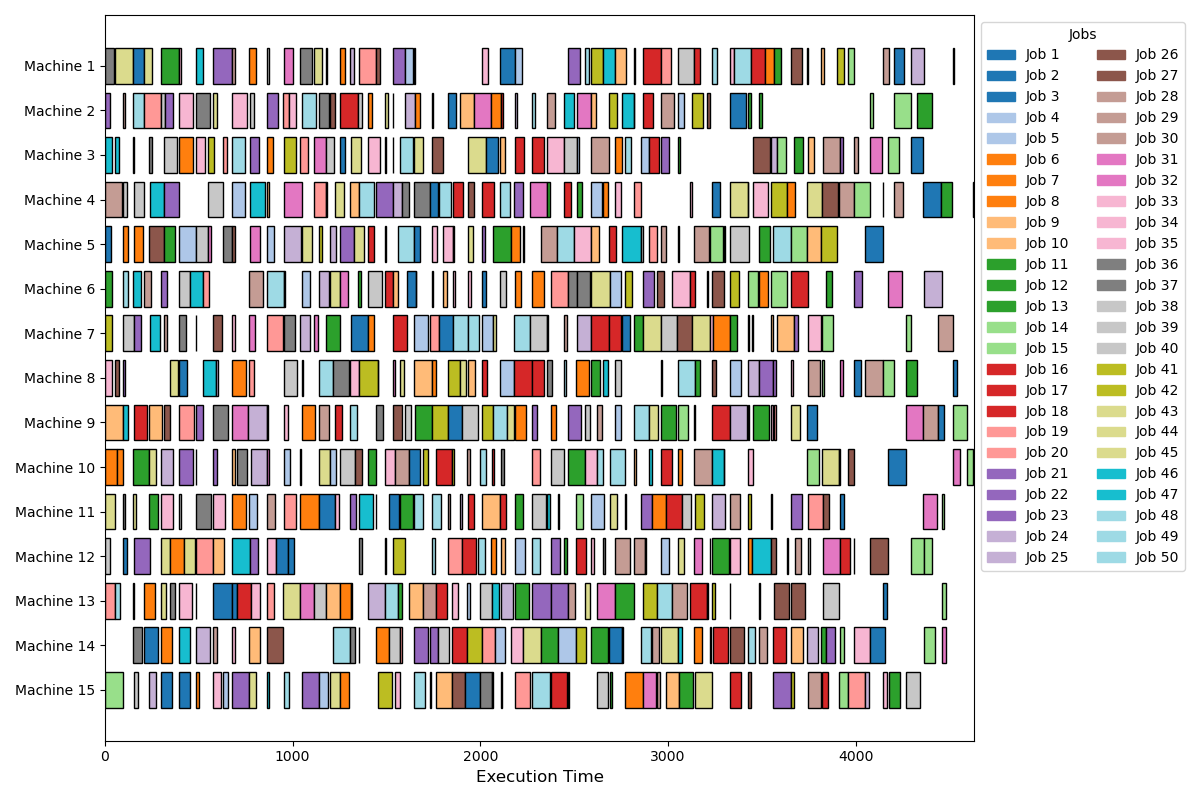 Machine 1
Machine 2
Machine 3
Machine 4
Machine 5
Machine 6
Machine 7
Machine 8
Machine 9
Machine 10
Machine 11
Machine 12
Machine 13
Machine 14
Machine 15
0 1000 2000 3000 4000
Execution Time
Jobs
Job 1 Job 26
Job 2 Job 27
Job 3 Job 28
Job 4 Job 29
Job 5 Job 30
Job 6 Job 31
Job 7 Job 32
Job 8 Job 33
Job 9 Job 34
Job 10 Job 35
Job 11 Job 36
Job 12 Job 37
Job 13 Job 38
Job 14 Job 39
Job 15 Job 40
Job 16 Job 41
Job 17 Job 42
Job 18 Job 43
Job 19 Job 44
Job 20 Job 45
Job 21 Job 46
Job 22 Job 47
Job 23 Job 48
Job 24 Job 49
Job 25 Job 50